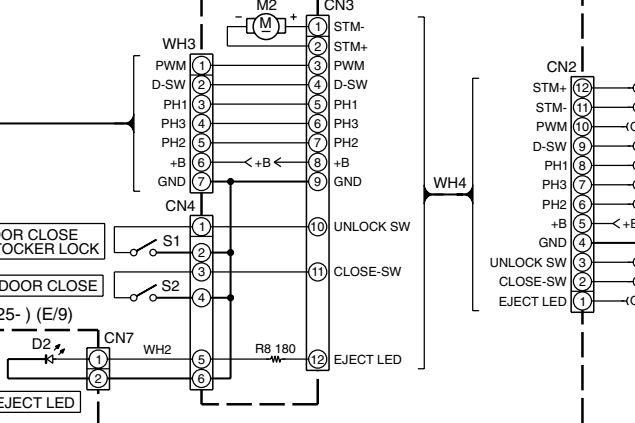 M2
CN3
− M +
1 STM-
2 STM+
WH3
PWM 1 3 PWM
D-SW 2 4 D-SW
PH1 3 5 PH1
PH3 4 6 PH3
PH2 5 7 PH2
+B 6 +B 8 +B
GND 7 9 GND
CN4
1 10 UNLOCK SW
OOR CLOSE
TOCKER LOCK
S1
2
3 11 CLOSE-SW
DOOR CLOSE
S2
4
25- ) (E/9)
CN7
D2
1 WH2 5 R8 180 12 EJECT LED
2 6
EJECT LED
WH4
CN2
STM+ 12
STM- 11
PWM 10
D-SW 9
PH1 8
PH3 7
PH2 6
+B 5 +B
GND 4
UNLOCK SW 3
CLOSE-SW 2
EJECT LED 1